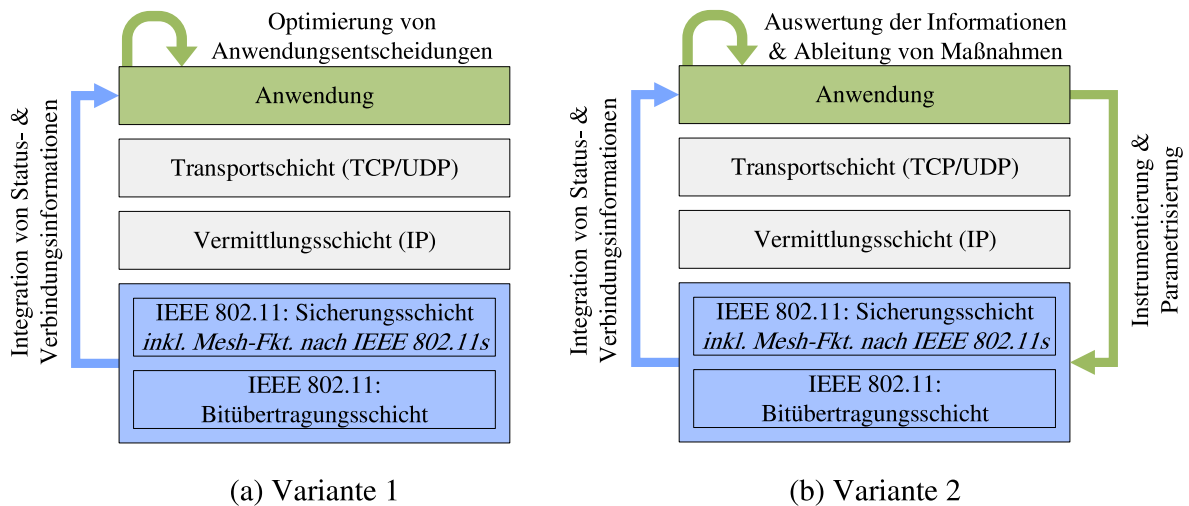 Optimierung von
Anwendungsentscheidungen
Integration von Status- &
Verbindungsinformationen
Anwendung
Transportschicht (TCP/UDP)
Vermittlungsschicht (IP)
IEEE 802.11: Sicherungsschicht
inkl. Mesh-Fkt. nach IEEE 802.11s
IEEE 802.11:
Bitübertragungsschicht
(a) Variante 1
Auswertung der Informationen
& Ableitung von Maßnahmen
Integration von Status- &
Verbindungsinformationen
Anwendung
Transportschicht (TCP/UDP)
Vermittlungsschicht (IP)
IEEE 802.11: Sicherungsschicht
inkl. Mesh-Fkt. nach IEEE 802.11s
IEEE 802.11:
Bitübertragungsschicht
Instrumentierung &
Parametrisierung
(b) Variante 2